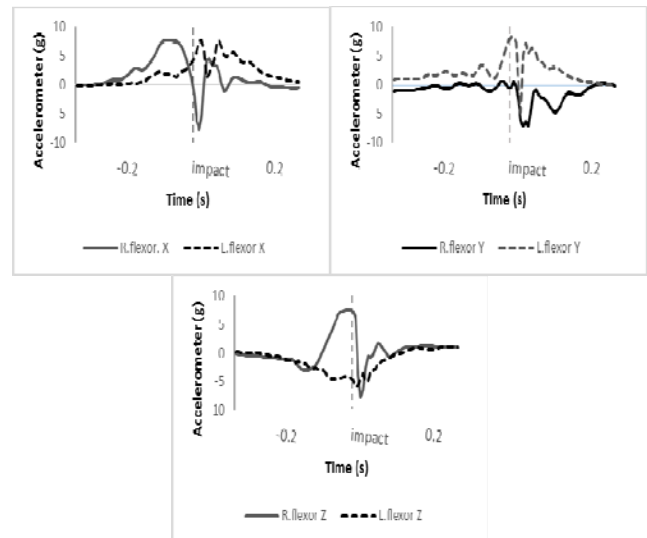 Accelerometer (g)
10
5
0
-5
-10
-0.2 impact 0.2
Time (s)
R.flexor. X L.flexor X
Accelerometer (g)
10
5
0
-5
-10
-0.2 impact 0.2
Time (s)
R.flexor Y L.flexor Y
Accelerometer (g)
10
5
0
5
10
-0.2 impact 0.2
Time (s)
R.flexor Z L.flexor Z